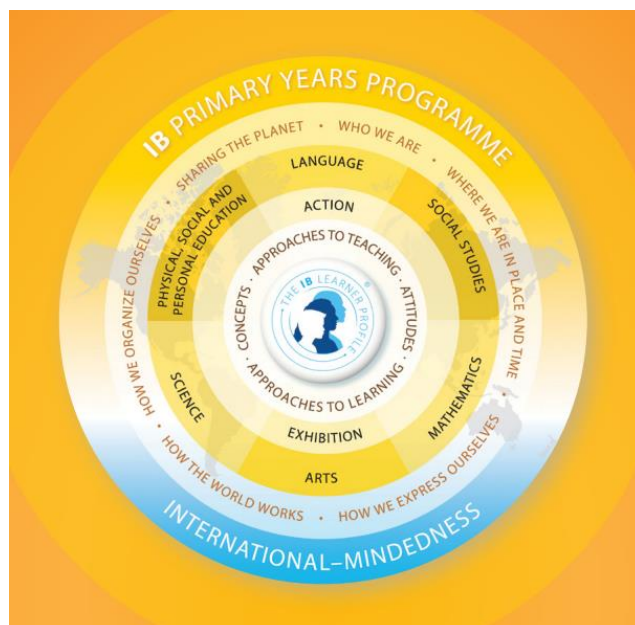 IB PRIMARY YEARS PROGRAMME
SHARING THE PLANET • WHO WE ARE • WHERE WE ARE IN PLACE AND TIME •
HOW WE ORGANIZE OURSELVES •
LANGUAGE
PHYSICAL, SOCIAL AND
PERSONAL EDUCATION
SOCIAL STUDIES
ACTION
CONCEPTS · APPROACHES TO TEACHING · ATTITUDES ·
THE IB LEARNER PROFILE ®
· APPROACHES TO LEARNING
SCIENCE
MATHEMATICS
EXHIBITION
ARTS
• HOW THE WORLD WORKS • HOW WE EXPRESS OURSELVES
INTERNATIONAL–MINDEDNESS